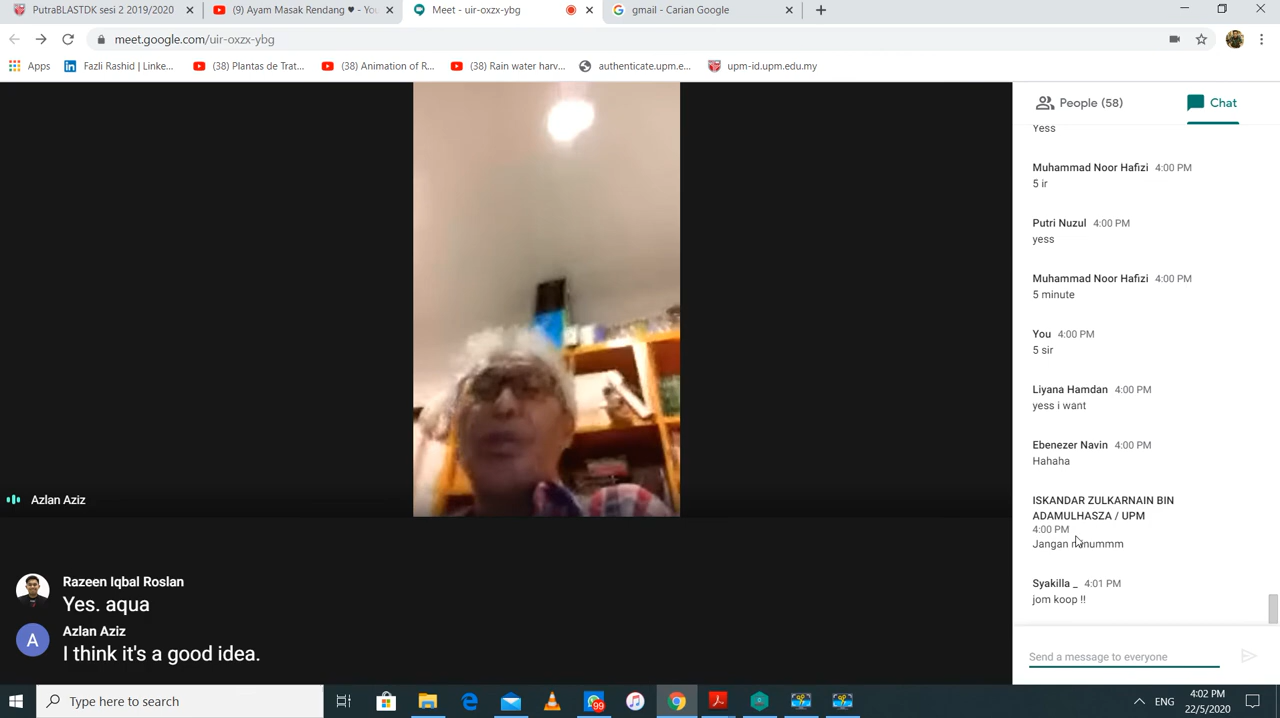 PutraBLASTDK sesi 2 2019/2020
(9) Ayam Masak Rendang ♥ - You
Meet - uir-oxzx-ybg
gmail - Carian Google
meet.google.com/uir-oxzx-ybg
Apps
Fazli Rashid | Linke...
(38) Plantas de Trat...
(38) Animation of R...
(38) Rain water harv...
authenticate.upm.e...
upm-id.upm.edu.my
People (58)
Chat
Yess
Muhammad Noor Hafizi 4:00 PM
5 ir
Putri Nuzul 4:00 PM
yess
Muhammad Noor Hafizi 4:00 PM
5 minute
You 4:00 PM
5 sir
Liyana Hamdan 4:00 PM
yess i want
Ebenezer Navin 4:00 PM
Hahaha
ISKANDAR ZULKARNAIN BIN
ADAMULHASZA / UPM
4:00 PM
Jangan
Syakilla _ 4:01 PM
jom koop !!
Send a message to everyone
Azlan Aziz
Razeen Iqbal Roslan
Yes. aqua
A
Azlan Aziz
I think it's a good idea.
Type here to search
99
ENG
4:02 PM
22/5/2020